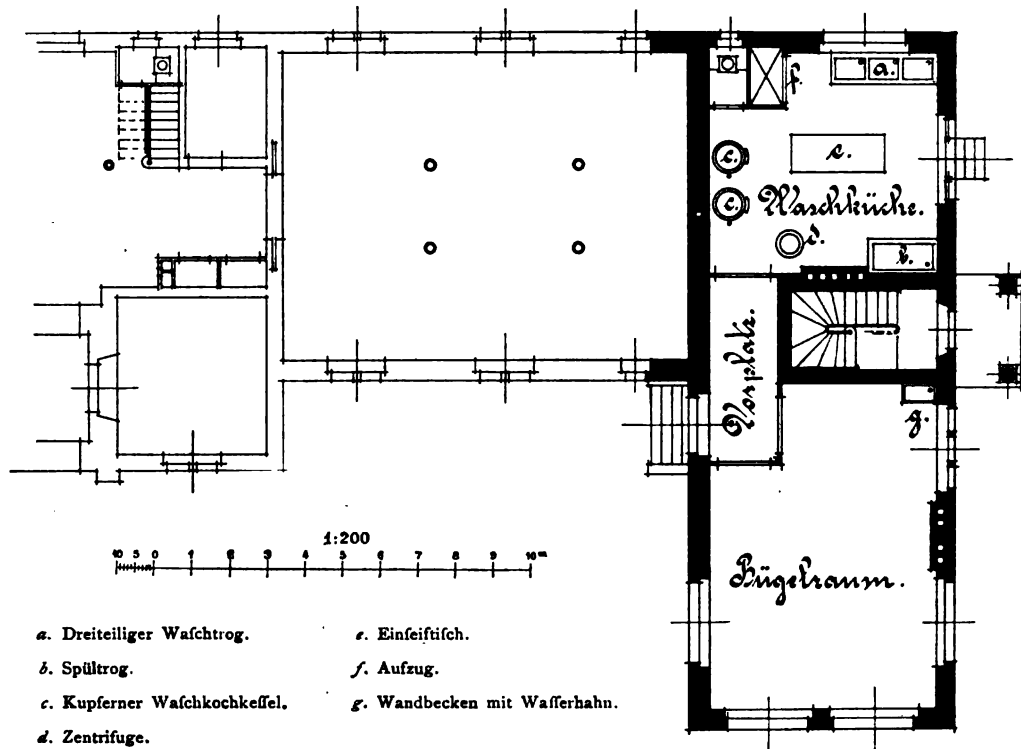 a.
f.
e.
c.
c.
Waschküche.
d.
b.
Vorplatz.
g.
1:200
10 5 0 1 2 3 4 5 6 7 8 9 10 m
Bügelraum.
a. Dreiteiliger Waſchtrog.
b. Spültrog.
c. Kupferner Waſchkochkeſſel.
d. Zentrifuge.
e. Einſeiftiſch.
f. Aufzug.
g. Wandbecken mit Waſſerhahn.